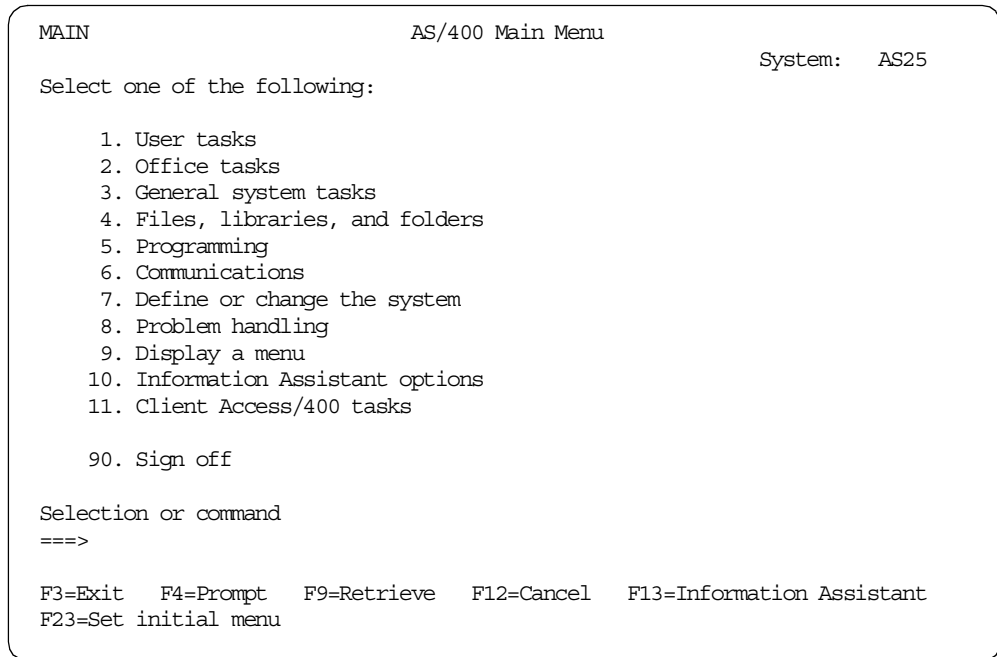 MAIN AS/400 Main Menu
System: AS25
Select one of the following:
1. User tasks
2. Office tasks
3. General system tasks
4. Files, libraries, and folders
5. Programming
6. Communications
7. Define or change the system
8. Problem handling
9. Display a menu
10. Information Assistant options
11. Client Access/400 tasks
90. Sign off
Selection or command
===>
F3=Exit F4=Prompt F9=Retrieve F12=Cancel F13=Information Assistant
F23=Set initial menu